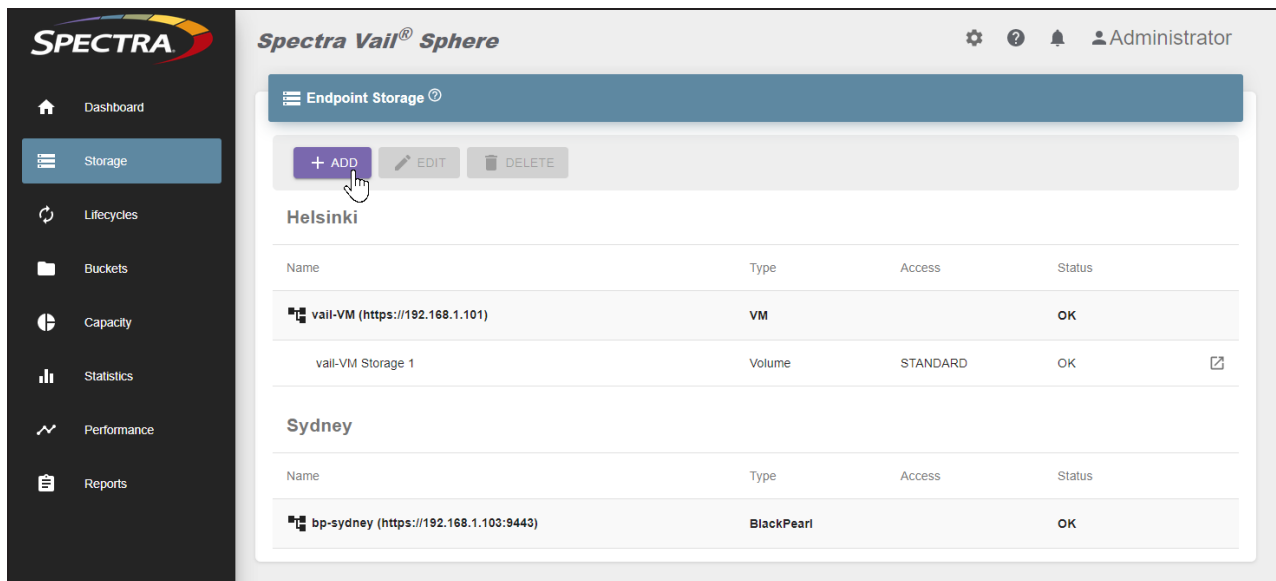 SPECTRA
Spectra Vail® Sphere
Administrator
Dashboard
Storage
Lifecycles
Buckets
Capacity
Statistics
Performance
Reports
Endpoint Storage
+ ADD
EDIT
DELETE
Helsinki
Name Type Access Status
vail-VM (https://192.168.1.101) VM OK
vail-VM Storage 1 Volume STANDARD OK
Sydney
Name Type Access Status
bp-sydney (https://192.168.1.103:9443) BlackPearl OK